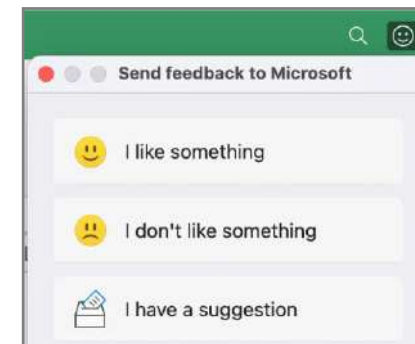 Send feedback to Microsoft
I like something
I don't like something
I have a suggestion